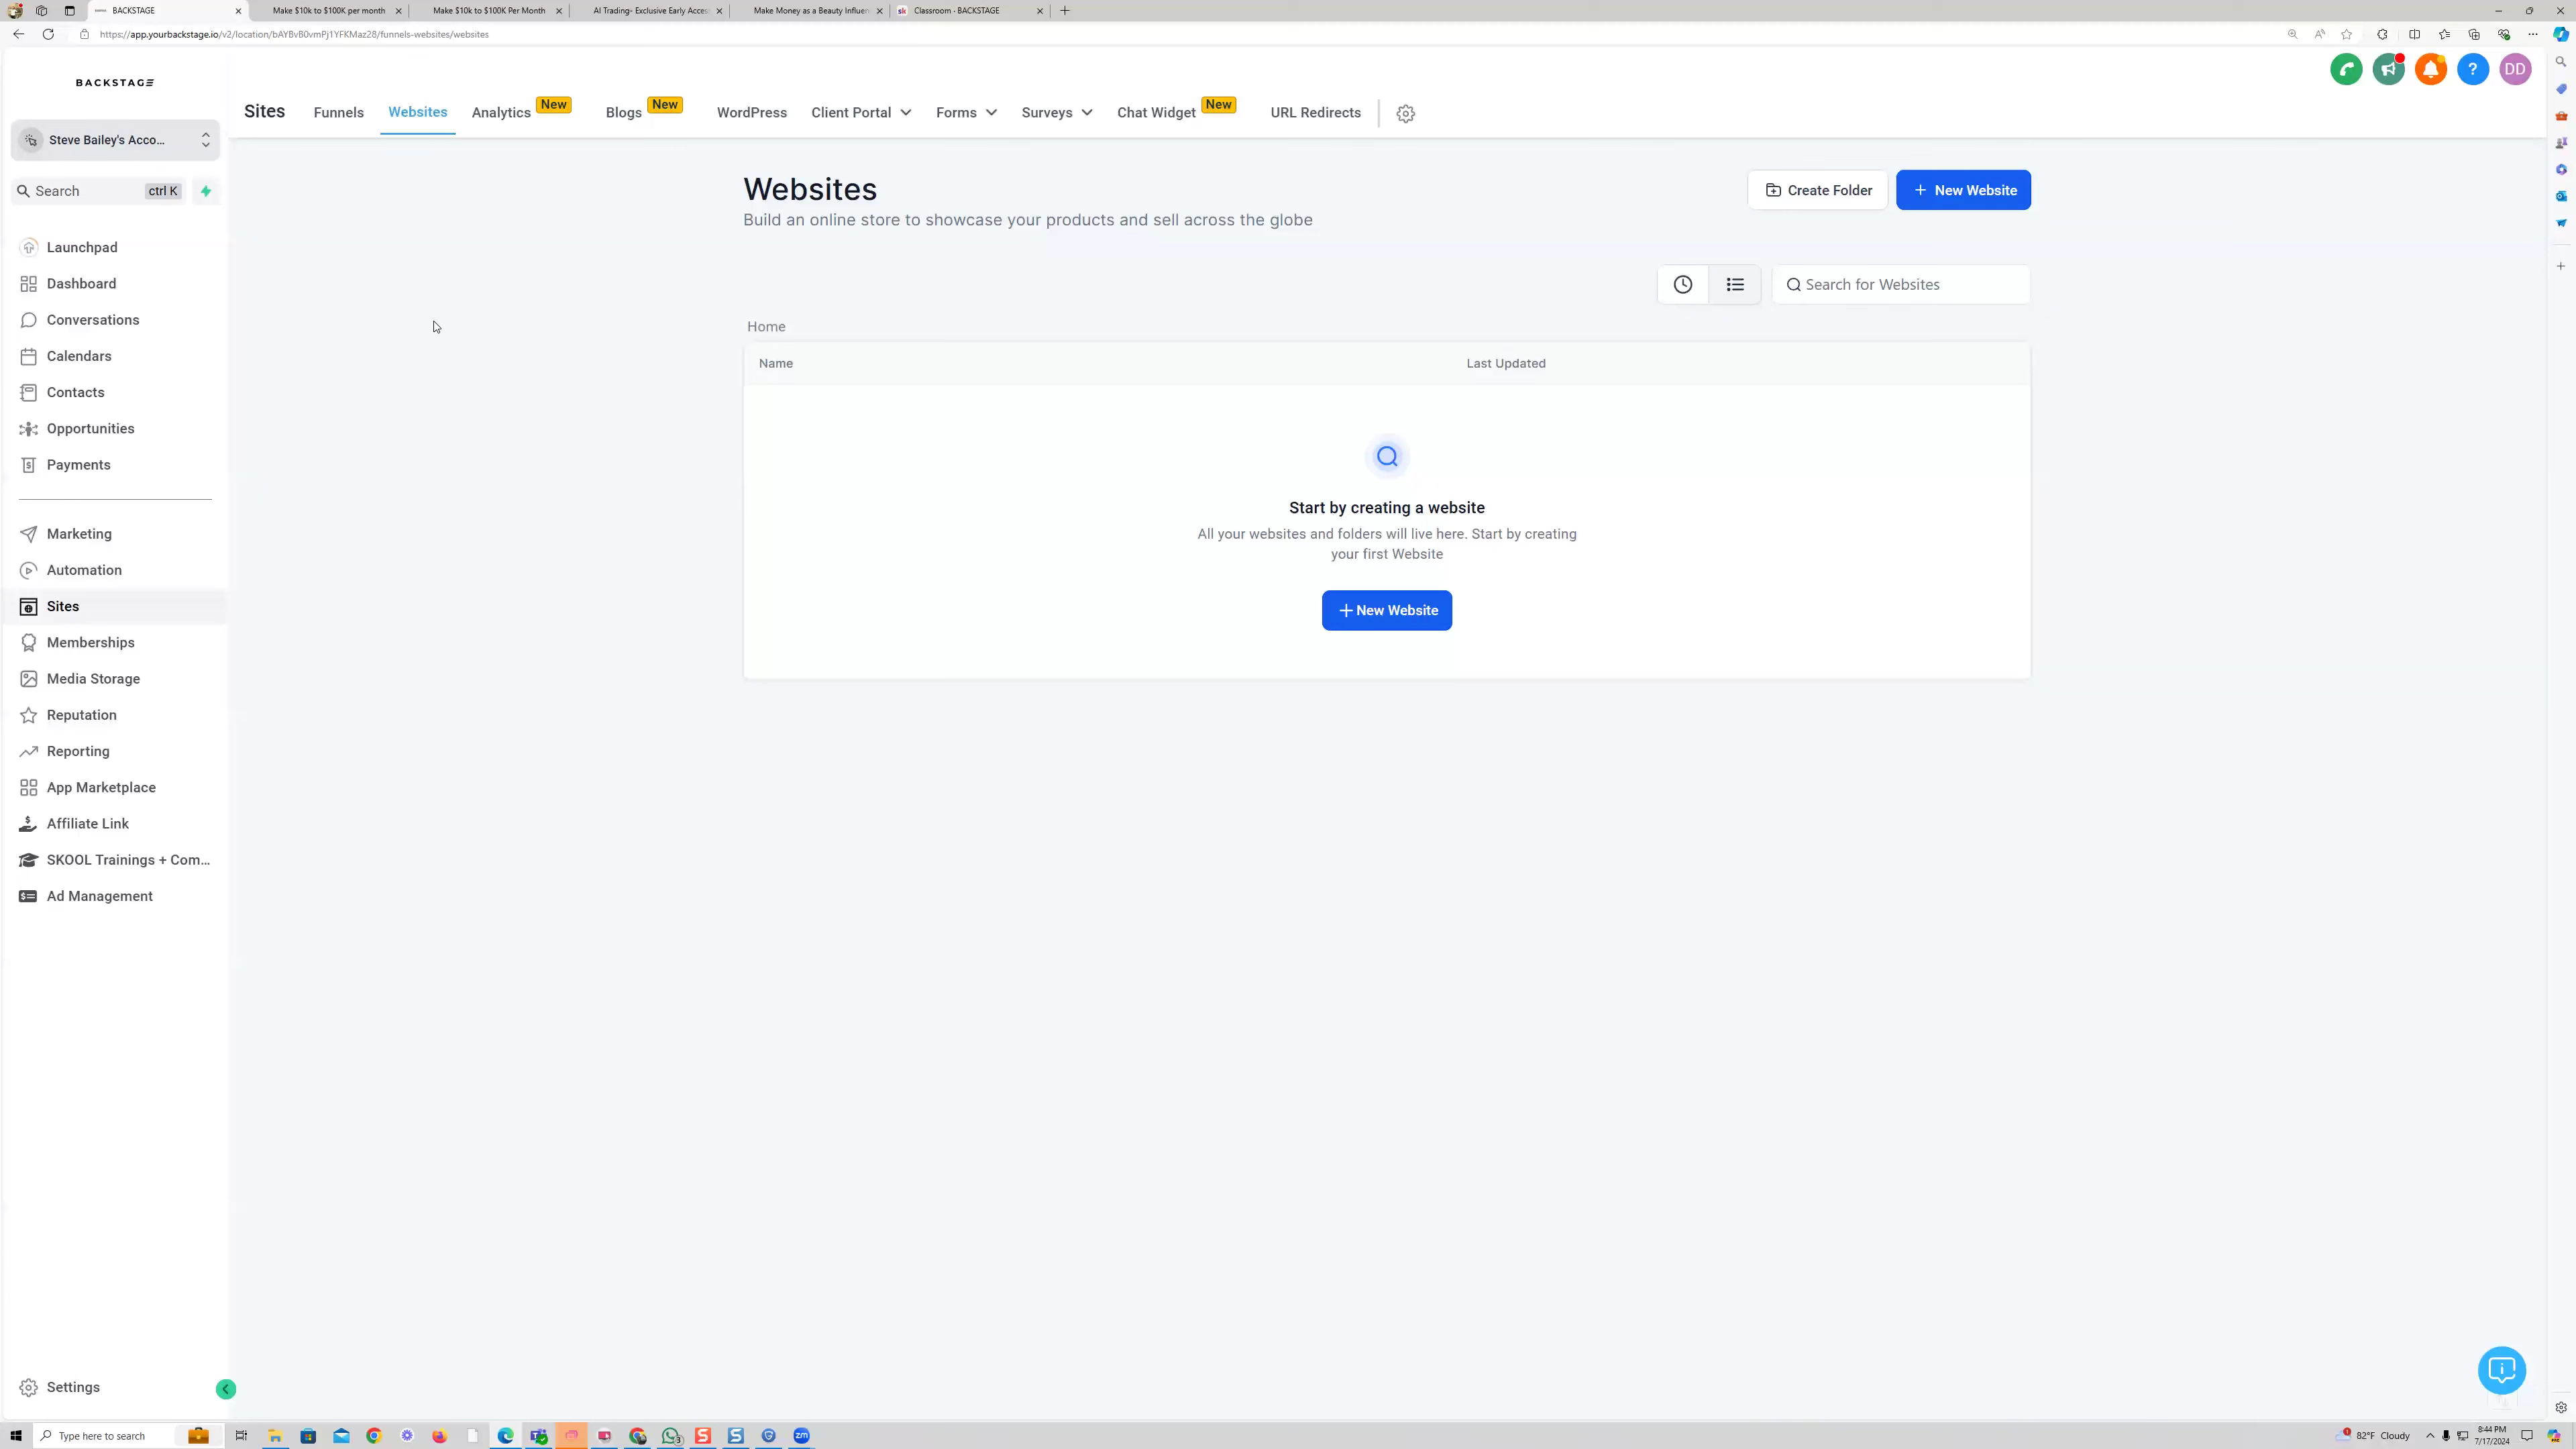 BACKSTAGE
Make $10k to $100K per month
Make $10k to $100K Per Month
AI Trading- Exclusive Early Acces
Make Money as a Beauty Influen
sk Classroom - BACKSTAGE
https://app.yourbackstage.io/v2/location/bAYBvB0vmPj1YFKMaz28/funnels-websites/websites
BACKSTAGE
DD
Sites
Funnels
Websites
Analytics New
Blogs New
WordPress
Client Portal
Forms
Surveys
Chat Widget New
URL Redirects
Steve Bailey's Acco...
Search ctrl K
Launchpad
Dashboard
Conversations
Calendars
Contacts
Opportunities
Payments
Marketing
Automation
Sites
Memberships
Media Storage
Reputation
Reporting
App Marketplace
Affiliate Link
SKOOL Trainings + Com...
Ad Management
Settings
Websites
Build an online store to showcase your products and sell across the globe
Create Folder
+ New Website
Search for Websites
Home
Name
Last Updated
Start by creating a website
All your websites and folders will live here. Start by creating
your first Website
+ New Website
Type here to search
zm
82°F Cloudy
8:44 PM
7/17/2024